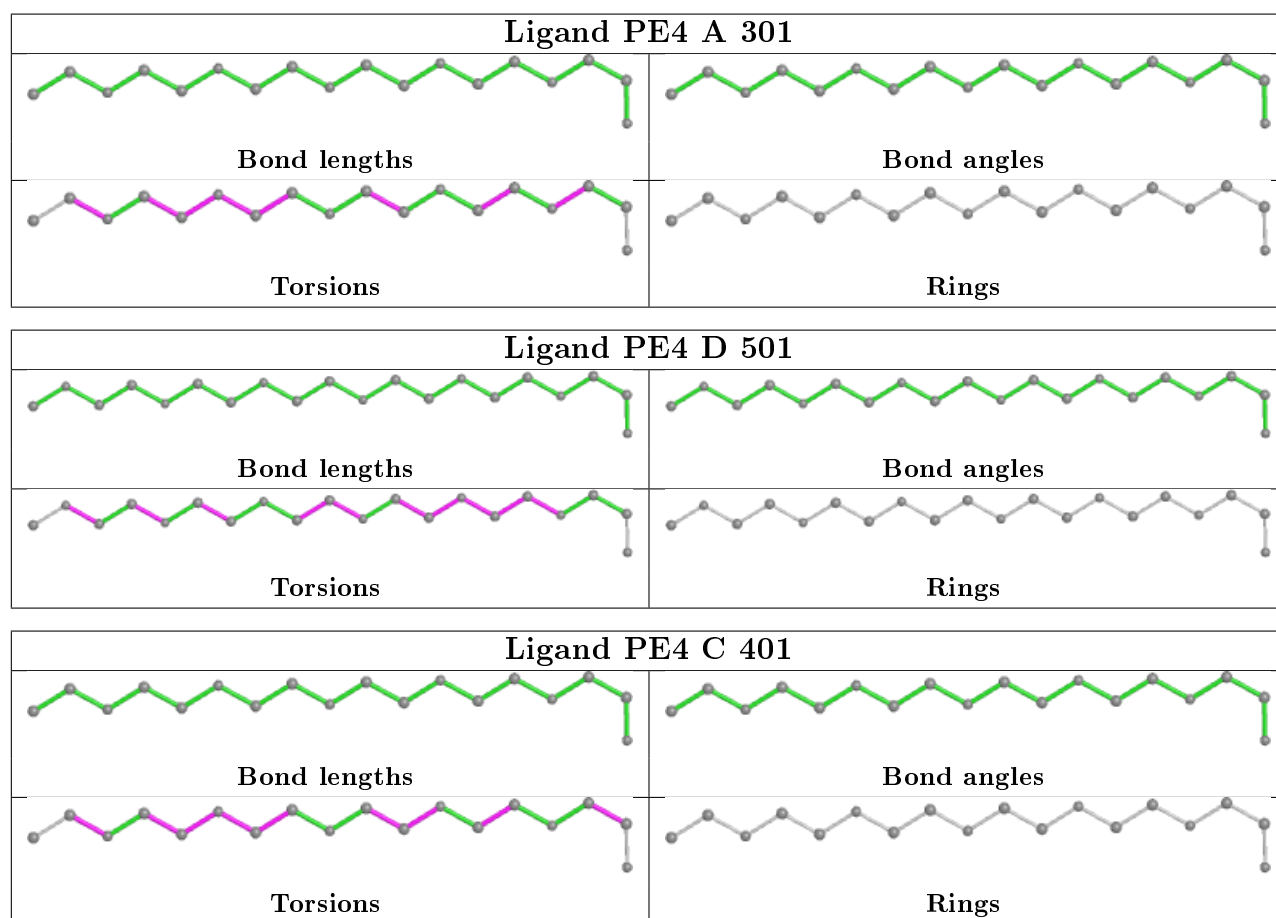 Ligand PE4 A 301
Bond lengths Bond angles
Torsions Rings
Ligand PE4 D 501
Bond lengths Bond angles
Torsions Rings
Ligand PE4 C 401
Bond lengths Bond angles
Torsions Rings